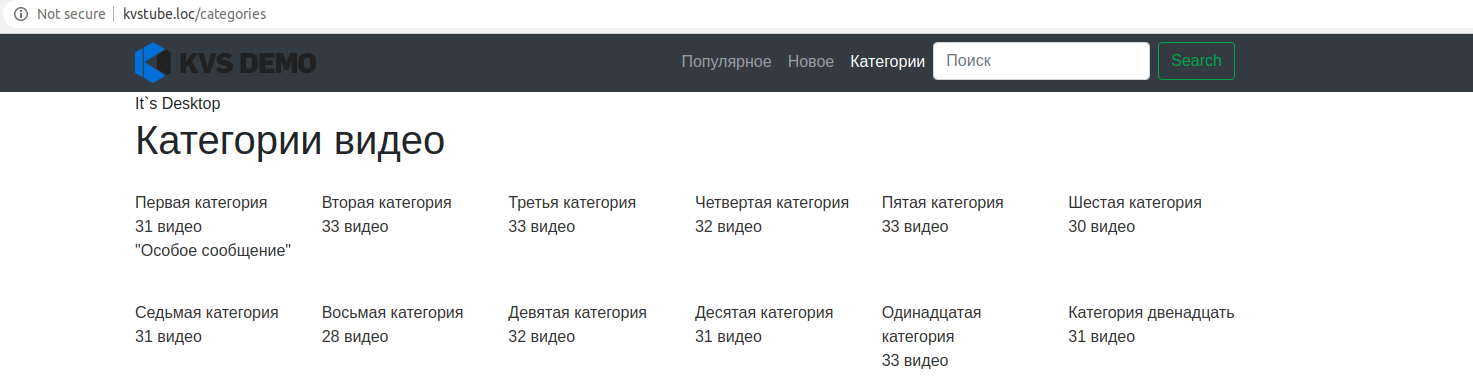 Not secure | kvstube.loc/categories
KVS DEMO Популярное Новое Категории Поиск Search
It`s Desktop
Категории видео
Первая категория Вторая категория Третья категория Четвертая категория Пятая категория Шестая категория
31 видео 33 видео 33 видео 32 видео 33 видео 30 видео
"Особое сообщение"
Седьмая категория Восьмая категория Девятая категория Десятая категория Одинадцатая Категория двенадцать
31 видео 28 видео 32 видео 31 видео категория 31 видео
33 видео